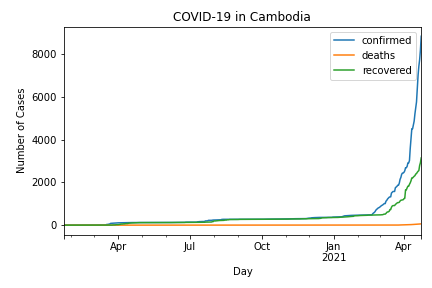 COVID-19 in Cambodia
confirmed
deaths
recovered
8000
6000
4000
2000
0
Number of Cases
Apr
Jul
Oct
Jan
2021
Apr
Day